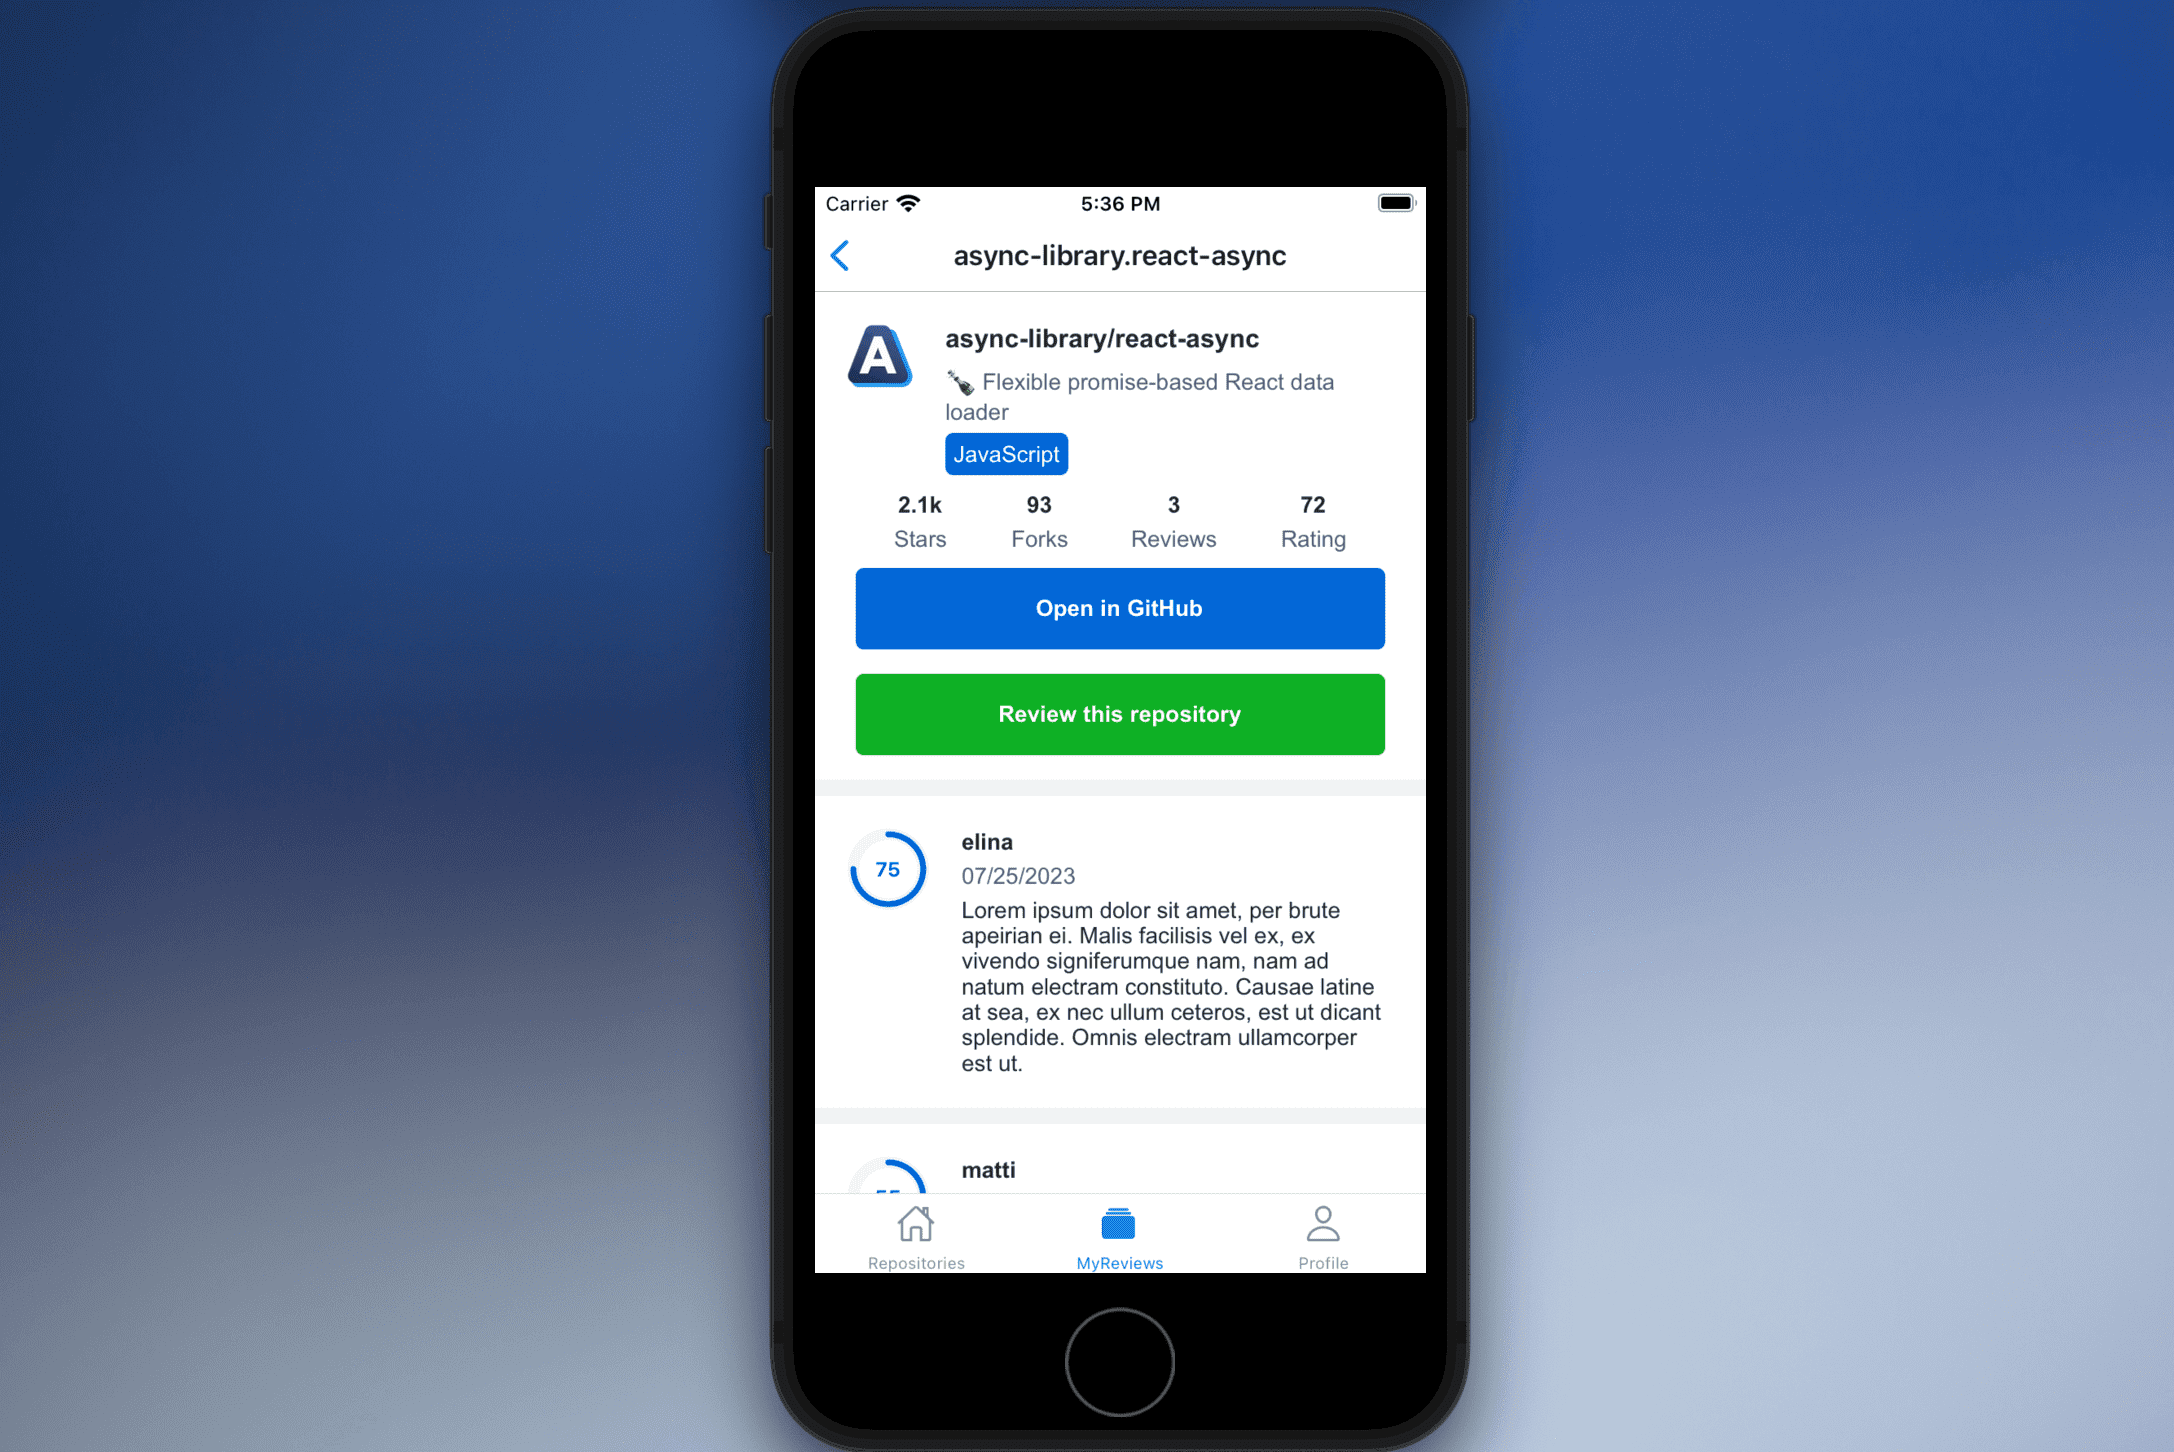 Carrier 5:36 PM
async-library.react-async
A
async-library/react-async
Flexible promise-based React data
loader
JavaScript
2.1k 93 3 72
Stars Forks Reviews Rating
Open in GitHub
Review this repository
75
elina
07/25/2023
Lorem ipsum dolor sit amet, per brute
apeirian ei. Malis facilisis vel ex, ex
vivendo signiferumque nam, nam ad
natum electram constituto. Causae latine
at sea, ex nec ullum ceteros, est ut dicant
splendide. Omnis electram ullamcorper
est ut.
matti
Repositories MyReviews Profile